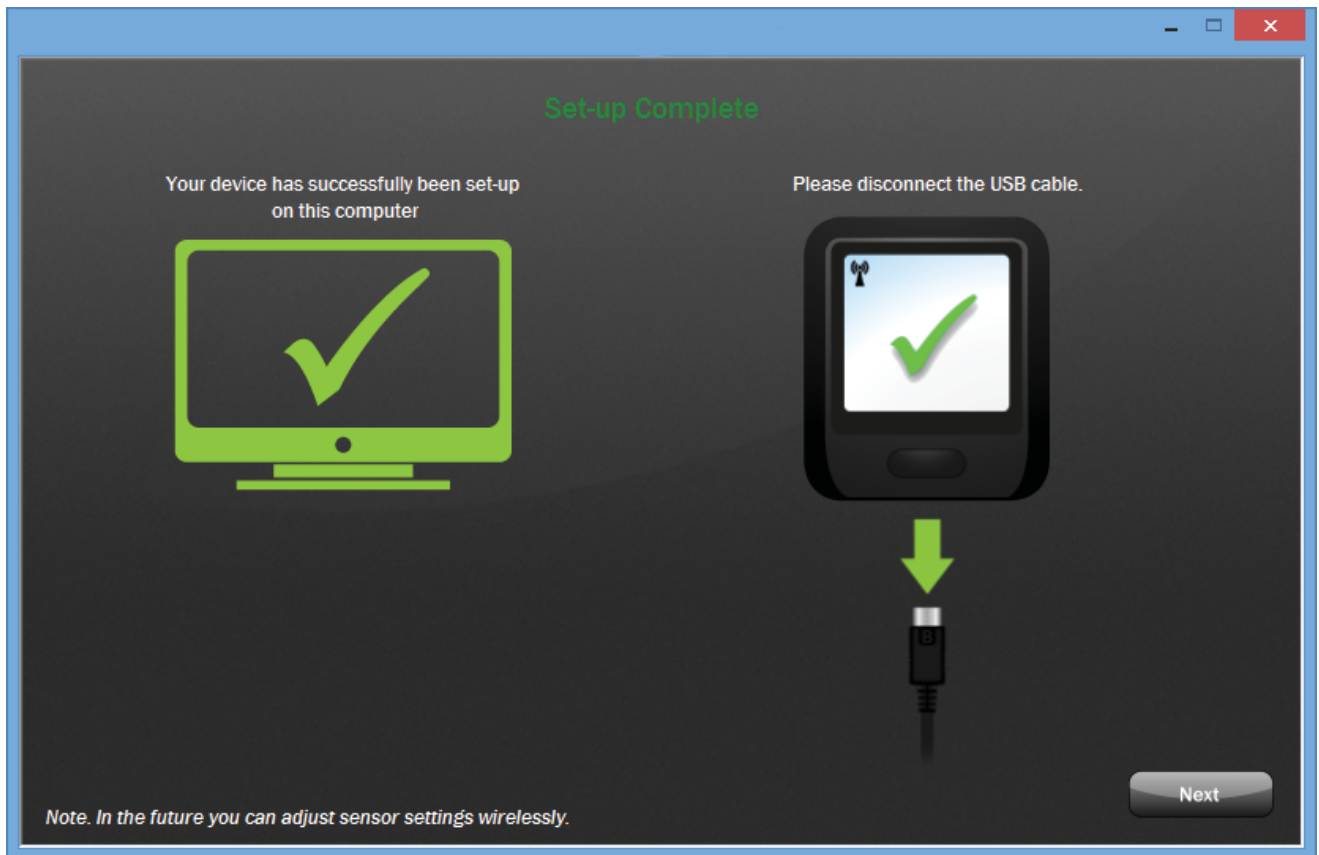 Set-up Complete
Your device has successfully been set-up
on this computer
Please disconnect the USB cable.
B
Next
Note. In the future you can adjust sensor settings wirelessly.